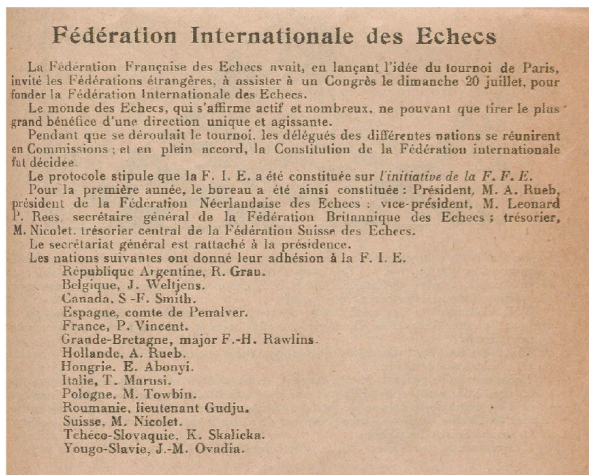 Fédération Internationale des Echecs
La Fédération Française des Echecs avait, en lançant l'idée du tournoi de Paris,
invité les Fédérations étrangères, à assister à un Congrès le dimanche 20 juillet, pour
fonder la Fédération Internationale des Echecs.
Le monde des Echecs, qui s'affirme actif et nombreux, ne pouvant que tirer le plus
grand bénéfice d'une direction unique et agissante.
Pendant que se déroulait le tournoi, les délégués des différentes nations se réunirent
en Commissions ; et en plein accord, la Constitution de la Fédération internationale
fut décidée.
Le protocole stipule que la F. I. E. a été constituée sur l'initiative de la F. F. E.
Pour la première année, le bureau a été ainsi constituée : Président, M. A. Rueb,
président de la Fédération Néerlandaise des Echecs ; vice-président, M. Leonard
P. Rees, secrétaire général de la Fédération Britannique des Echecs ; trésorier,
M. Nicolet, trésorier central de la Fédération Suisse des Echecs.
Le secrétariat général est rattaché à la présidence.
Les nations suivantes ont donné leur adhésion à la F. I. E.
République Argentine, R. Grau.
Belgique, J. Weltjens.
Canada, S.-F. Smith.
Espagne, comte de Penalver.
France, P. Vincent.
Grande-Bretagne, major F.-H. Rawlins.
Hollande, A. Rueb.
Hongrie, E. Abonyi.
Italie, T. Marusi.
Pologne, M. Towbin.
Roumanie, lieutenant Gudju.
Suisse, M. Nicolet.
Tchéco-Slovaquie, K. Skalicka.
Yougo-Slavie, J.-M. Ovadia.